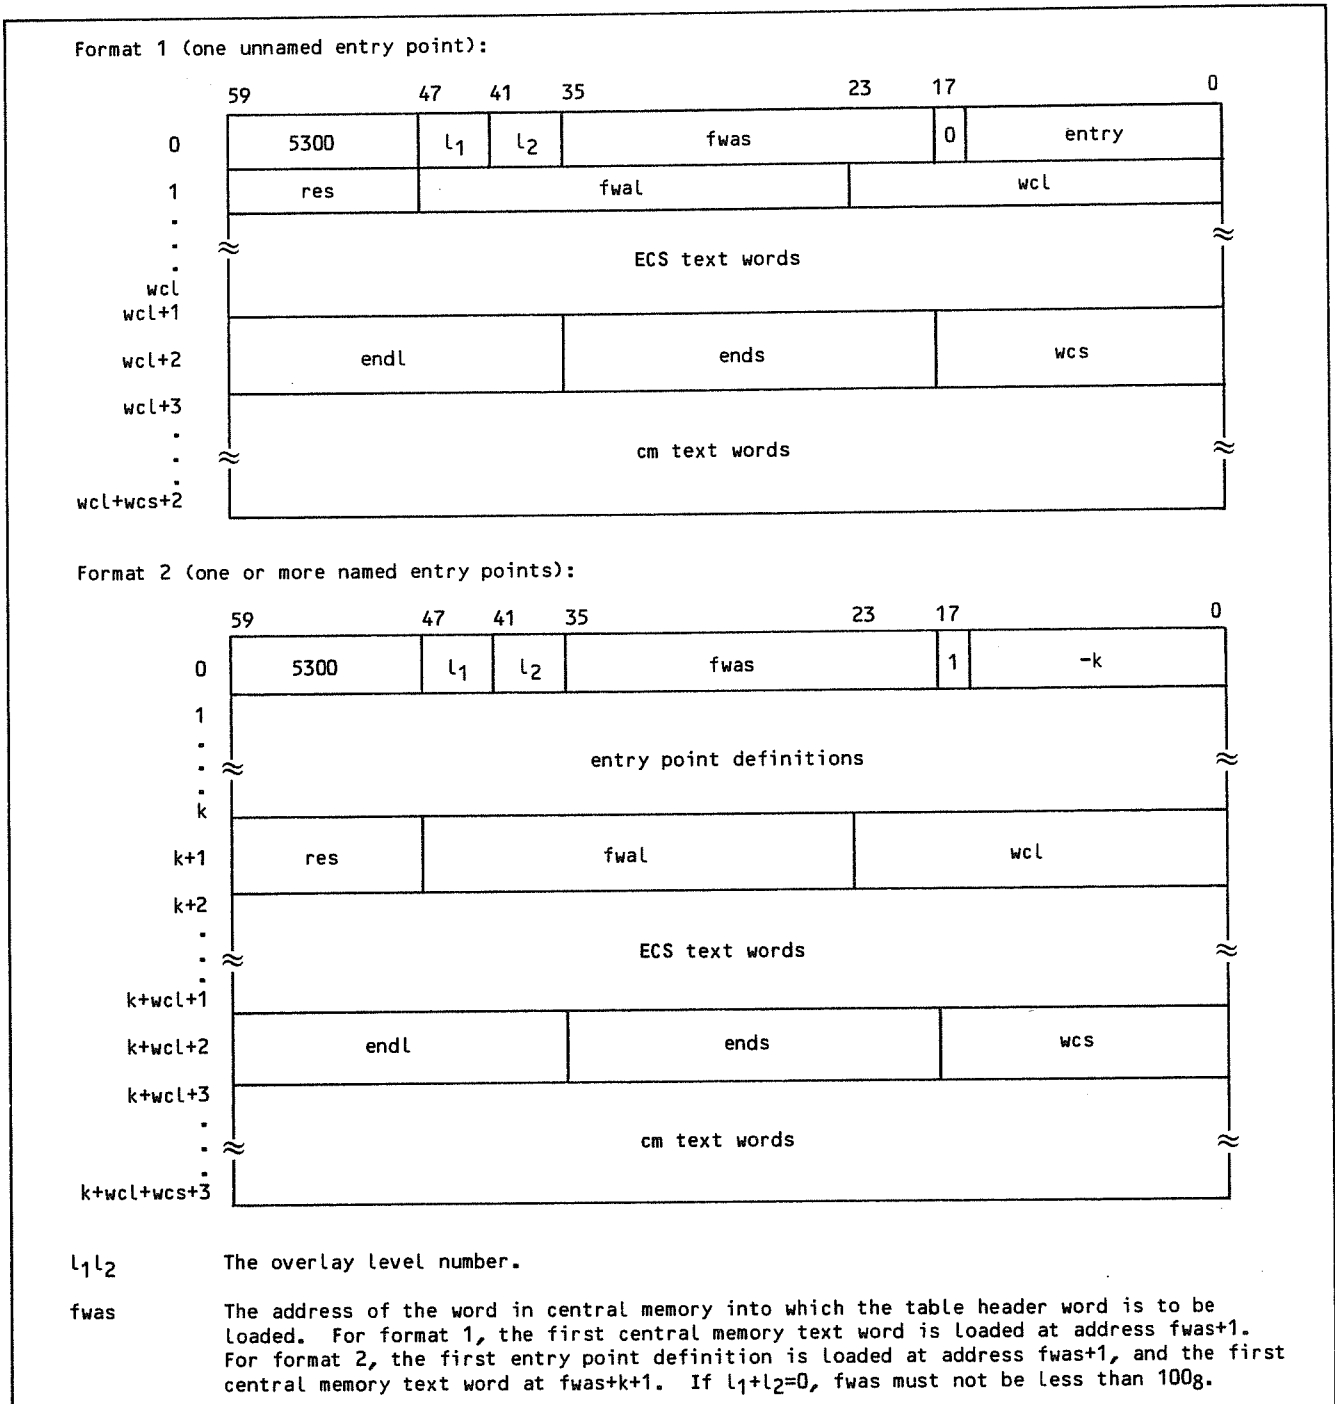 Format 1 (one unnamed entry point):
59 47 41 35 23 17 0
0 5300 l1 l2 fwas 0 entry
1 res fwal wcl
.
.
. ECS text words
wcl
wcl+1
wcl+2 endl ends wcs
wcl+3
.
. cm text words
.
wcl+wcs+2
Format 2 (one or more named entry points):
59 47 41 35 23 17 0
0 5300 l1 l2 fwas 1 -k
1
.
. entry point definitions
.
k
k+1 res fwal wcl
k+2
.
. ECS text words
.
k+wcl+1
k+wcl+2 endl ends wcs
k+wcl+3
.
. cm text words
.
k+wcl+wcs+3
l1l2 The overlay level number.
fwas The address of the word in central memory into which the table header word is to be
loaded. For format 1, the first central memory text word is loaded at address fwas+1.
For format 2, the first entry point definition is loaded at address fwas+1, and the first
central memory text word at fwas+k+1. If l1+l2=0, fwas must not be less than 1008.